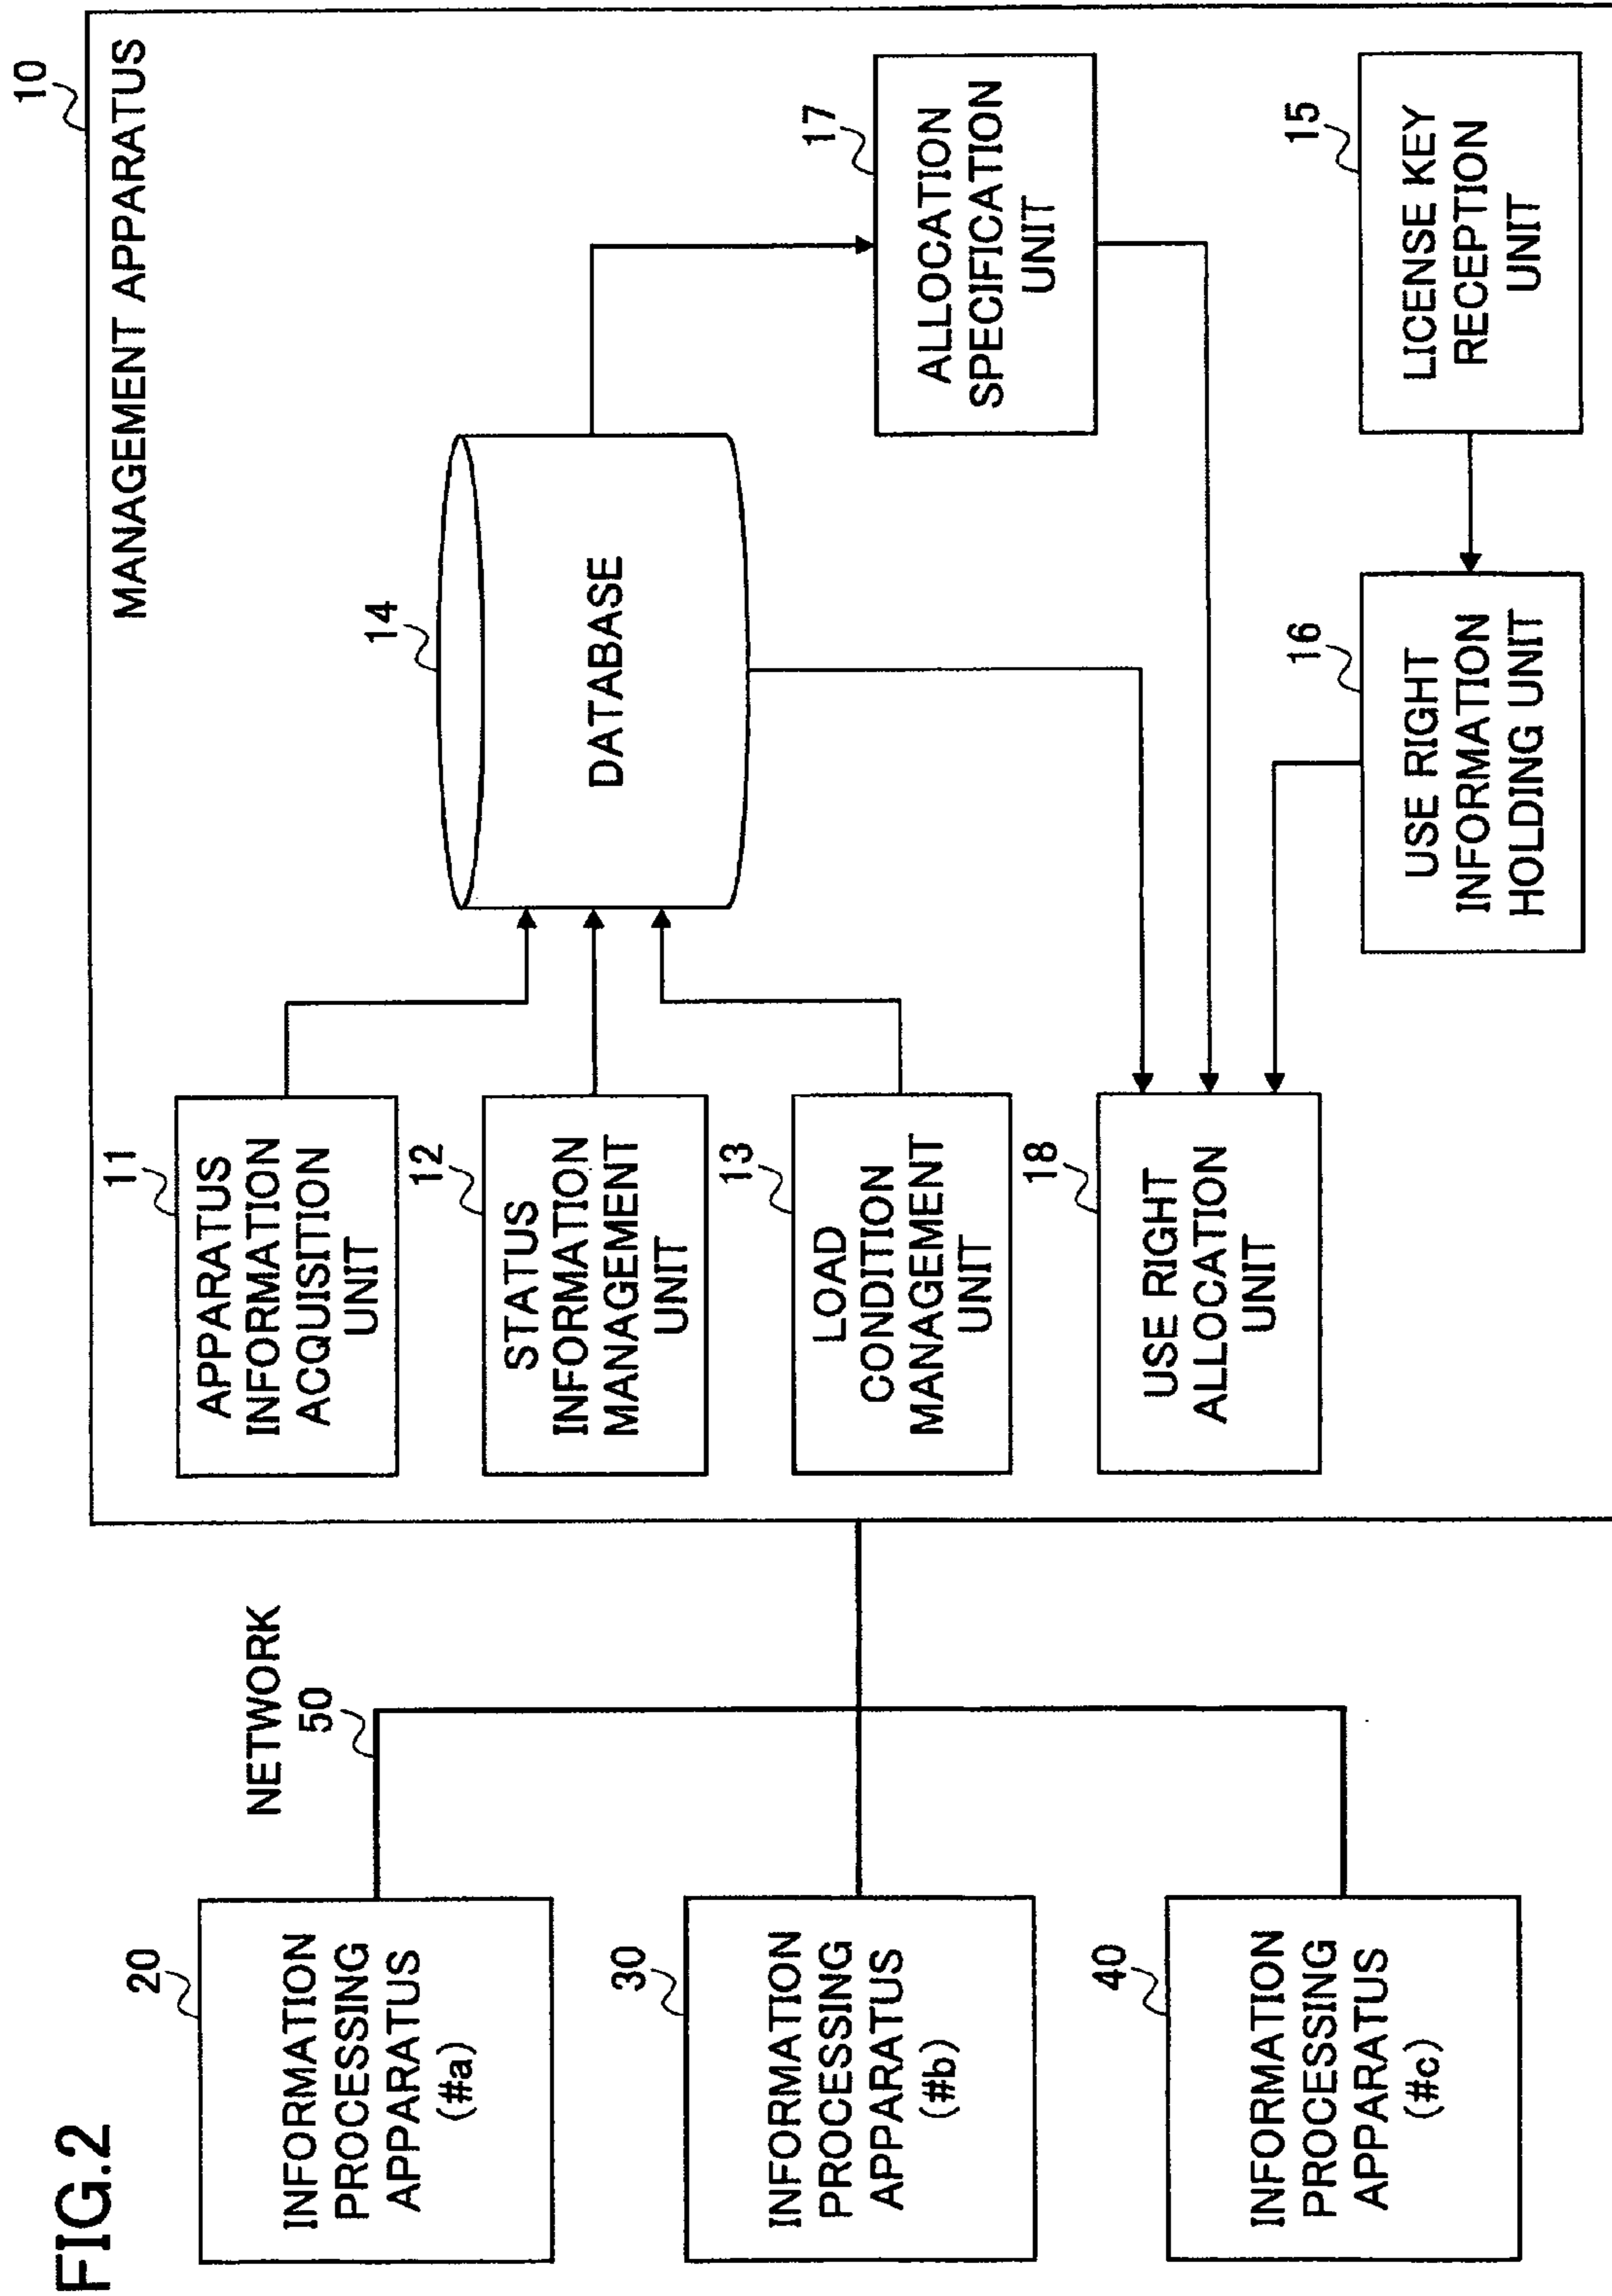 FIG.2
10
MANAGEMENT APPARATUS
11
APPARATUS
INFORMATION
ACQUISITION
UNIT
12
STATUS
INFORMATION
MANAGEMENT
UNIT
13
LOAD
CONDITION
MANAGEMENT
UNIT
18
USE RIGHT
ALLOCATION
UNIT
14
DATABASE
17
ALLOCATION
SPECIFICATION
UNIT
16
USE RIGHT
INFORMATION
HOLDING UNIT
15
LICENSE KEY
RECEPTION
UNIT
NETWORK
50
20
INFORMATION
PROCESSING
APPARATUS
(#a)
30
INFORMATION
PROCESSING
APPARATUS
(#b)
40
INFORMATION
PROCESSING
APPARATUS
(#c)